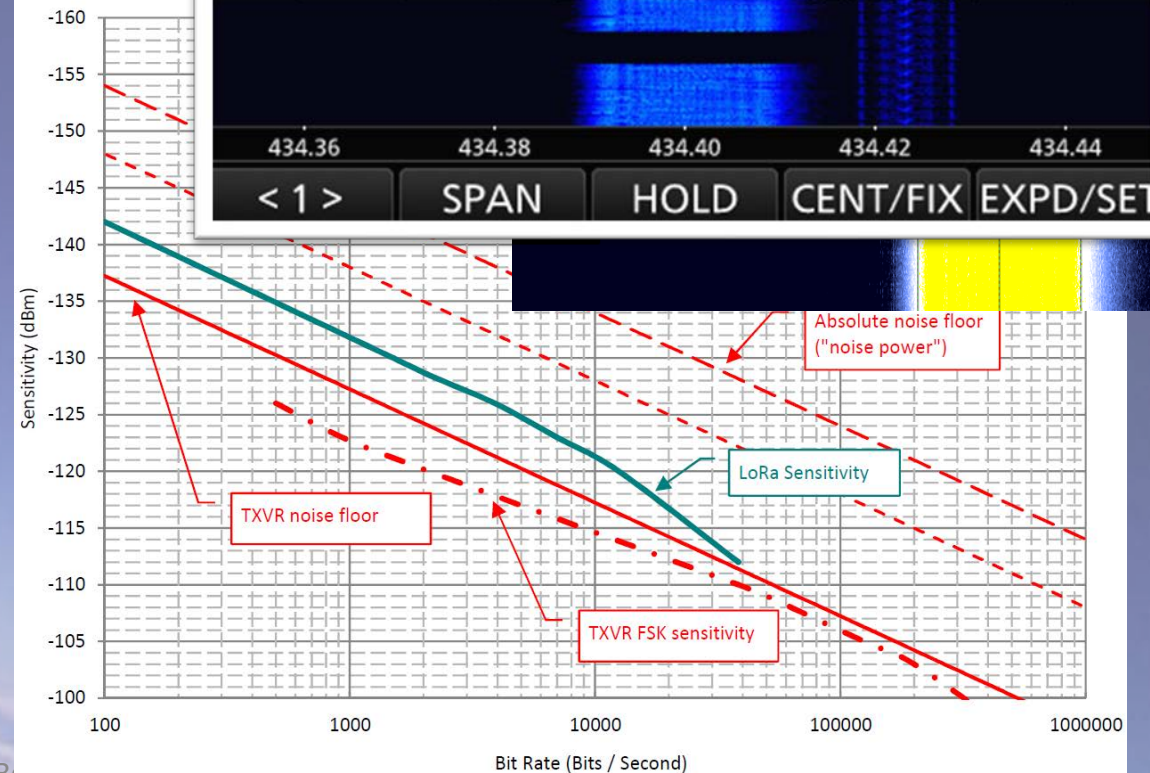 -160
-155
-150
-145
-140
-135
-130
-125
-120
-115
-110
-105
-100
Sensitivity (dBm)
434.36 434.38 434.40 434.42 434.44
< 1 > SPAN HOLD CENT/FIX EXPD/SET
Absolute noise floor
("noise power")
LoRa Sensitivity
TXVR noise floor
TXVR FSK sensitivity
100 1000 10000 100000 1000000
Bit Rate (Bits / Second)